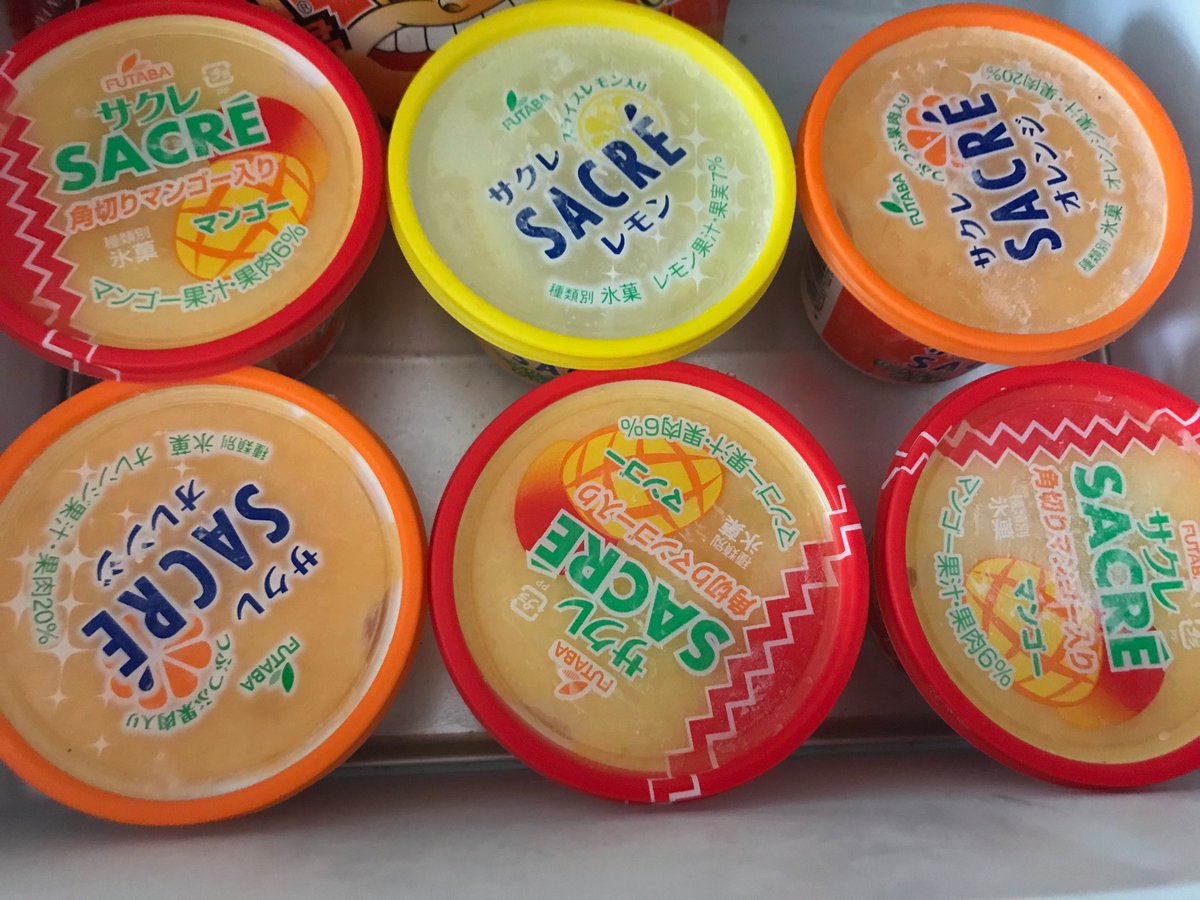 FUTABA
サクレ
SACRÉ
角切りマンゴー入り
マンゴー
種類別
氷菓
マンゴー果汁・果肉6%
FUTABA
スライスレモン入り
サクレ
SACRÉ
レモン
種類別 氷菓 レモン果汁・果実7%
FUTABA
つぶつぶ果肉入り
サクレ
SACRÉ
オレンジ
種類別 氷菓 オレンジ果汁・果肉20%
FUTABA
つぶつぶ果肉入り
サクレ
SACRÉ
オレンジ
種類別 氷菓 オレンジ果汁・果肉20%
FUTABA
サクレ
SACRÉ
角切りマンゴー入り
マンゴー
種類別
氷菓
マンゴー果汁・果肉6%
プラ
PP
FUTABA
サクレ
SACRÉ
角切りマンゴー入り
マンゴー
種類別
氷菓
マンゴー果汁・果肉6%